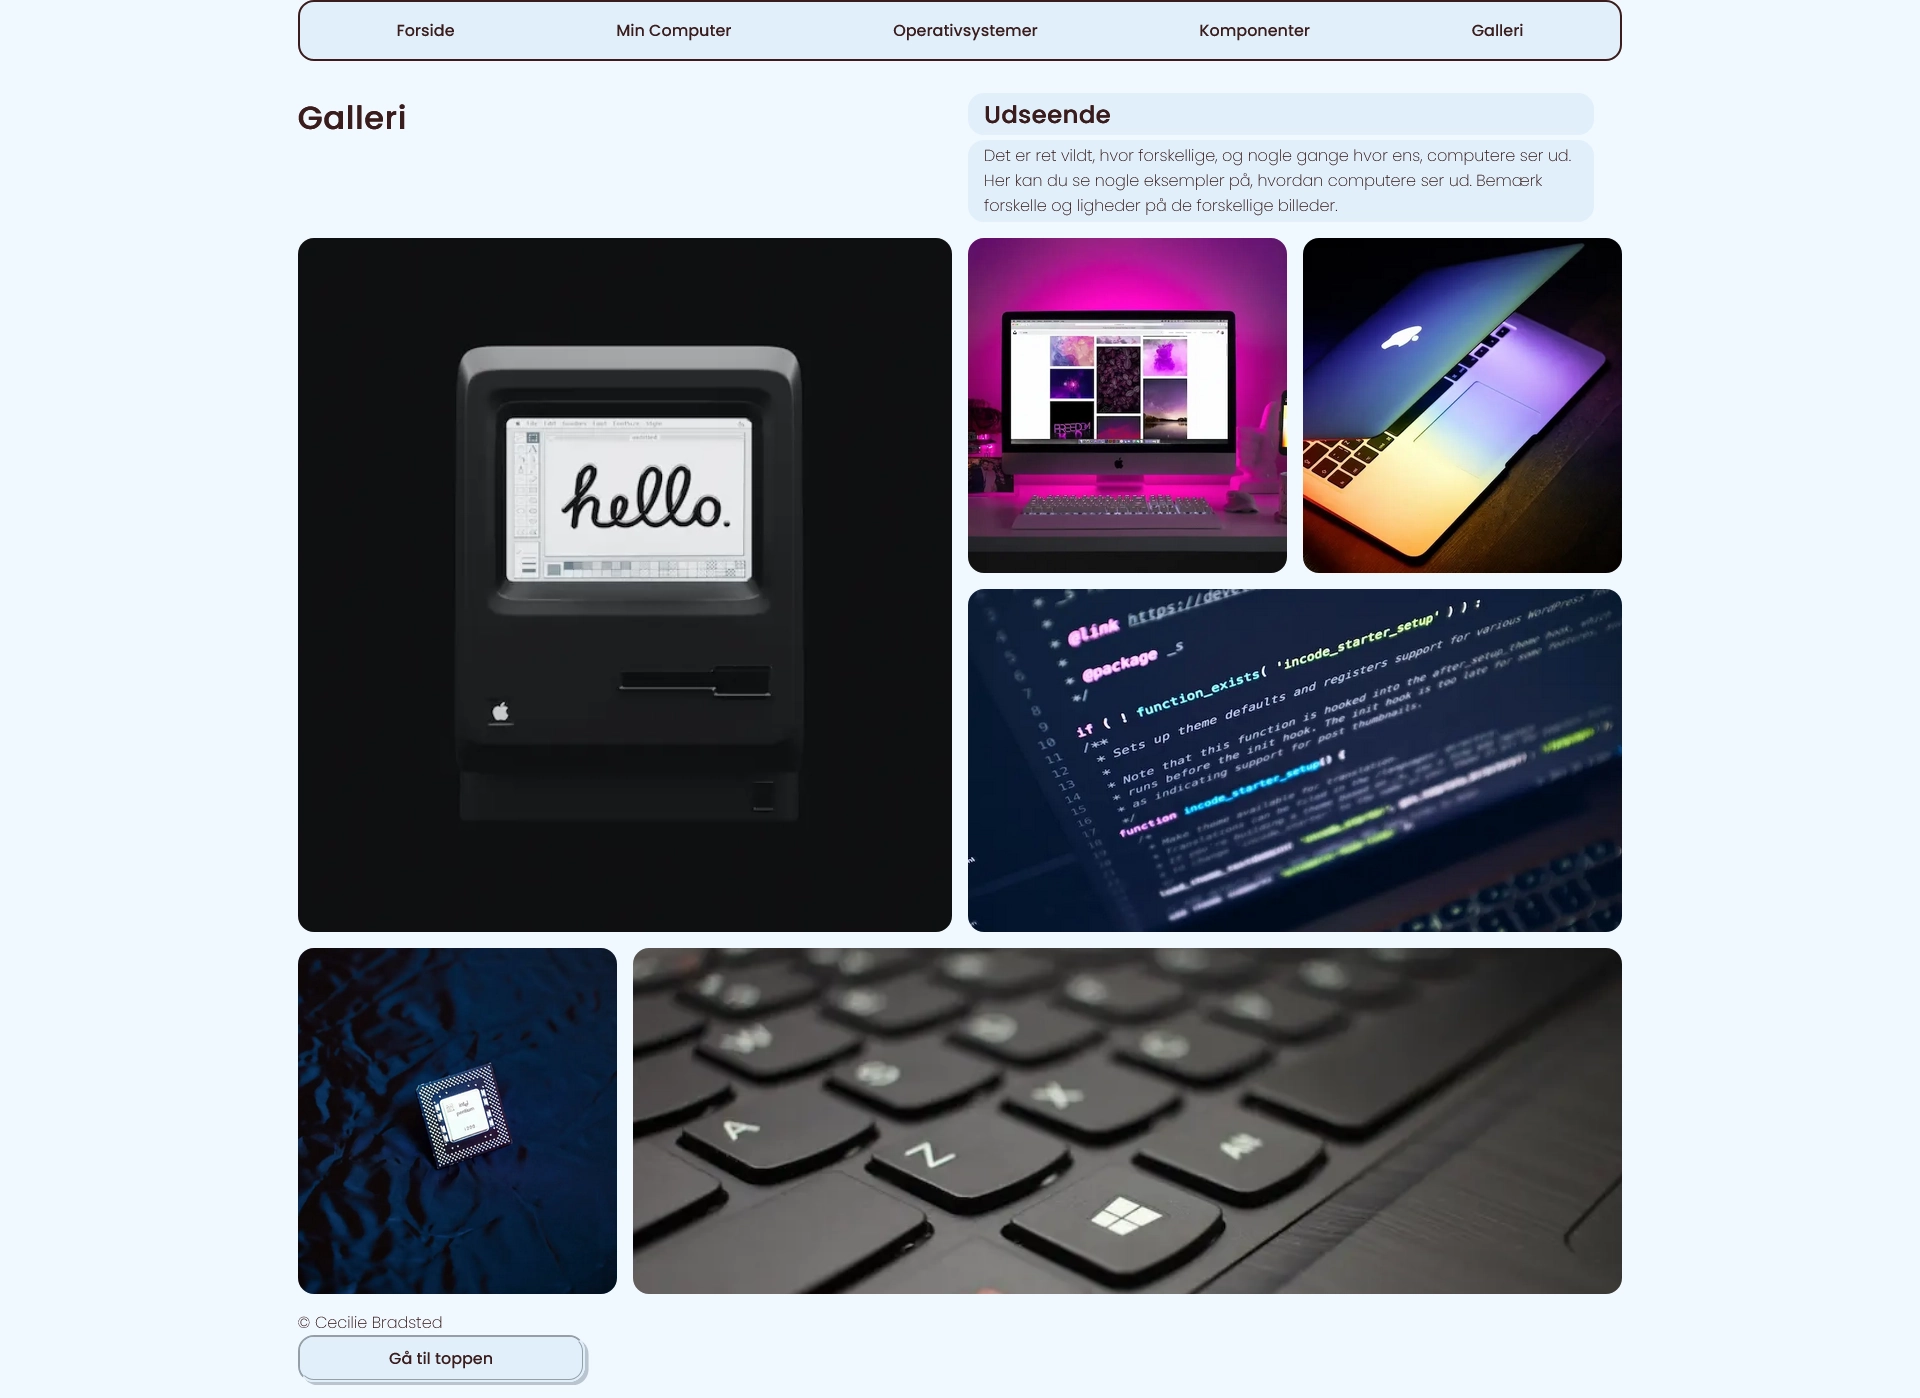 Forside
Min Computer
Operativsystemer
Komponenter
Galleri
Galleri
Udseende
Det er ret vildt, hvor forskellige, og nogle gange hvor ens, computere ser ud.
Her kan du se nogle eksempler på, hvordan computere ser ud. Bemærk
forskelle og ligheder på de forskellige billeder.
hello.
* @link https://deve
* @package _s
*/
if ( ! function_exists( 'incode_starter_setup' ) ) :
/**
* Sets up theme defaults and registers support for various WordPress
*
* Note that this function is hooked into the after_setup_theme hook, which
* runs before the init hook. The init hook is too late for some features,
* as indicating support for post thumbnails.
*/
function incode_starter_setup() {
A
Z
X
Alt
© Cecilie Bradsted
Gå til toppen